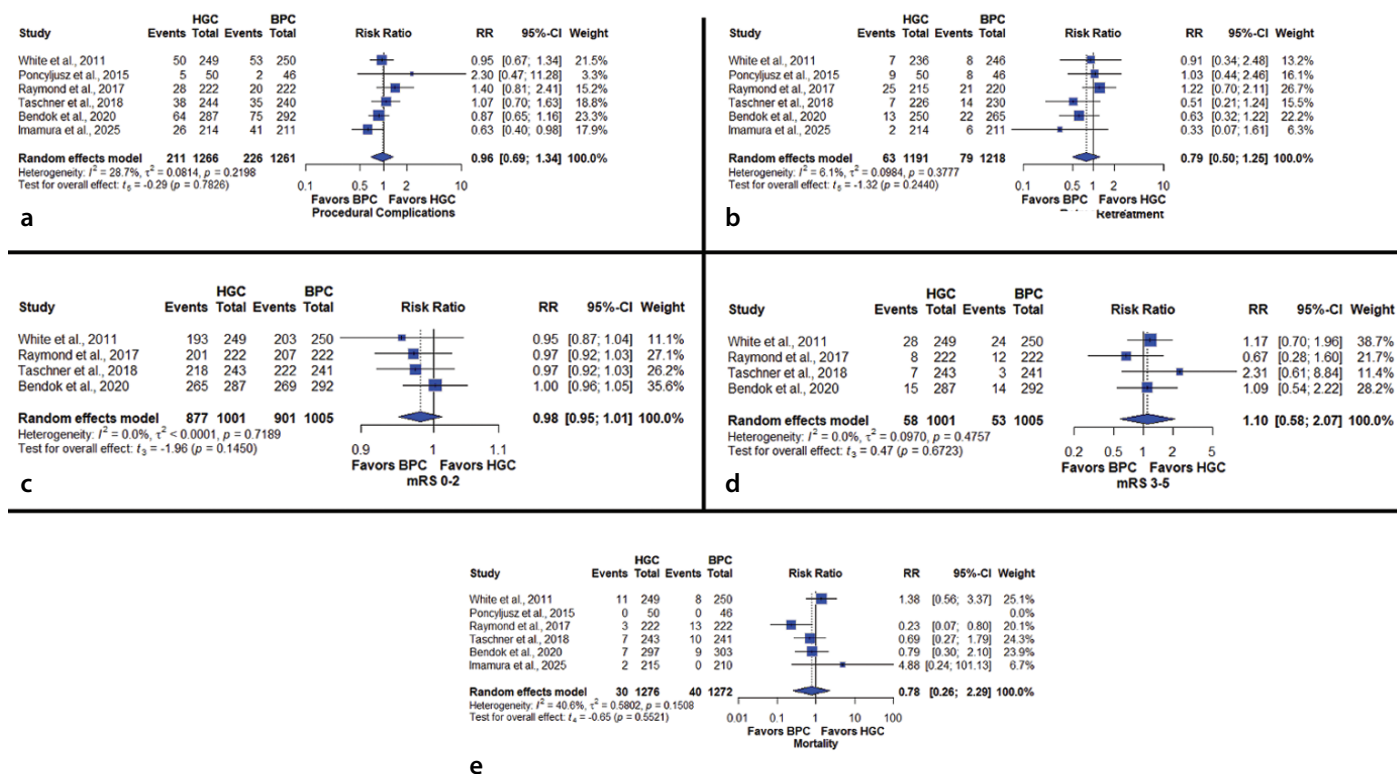 HGC BPC
Study Events Total Events Total Risk Ratio RR 95%-CI Weight
White et al., 2011 50 249 53 250 0.95 [0.67; 1.34] 21.5%
Poncyljusz et al., 2015 5 50 2 46 2.30 [0.47; 11.28] 3.3%
Raymond et al., 2017 28 222 20 222 1.40 [0.81; 2.41] 15.2%
Taschner et al., 2018 38 244 35 240 1.07 [0.70; 1.63] 18.8%
Bendok et al., 2020 64 287 75 292 0.87 [0.65; 1.16] 23.3%
Imamura et al., 2025 26 214 41 211 0.63 [0.40; 0.98] 17.9%
Random effects model 211 1266 226 1261 0.96 [0.69; 1.34] 100.0%
Heterogeneity: I² = 28.7%, τ² = 0.0814, p = 0.2198
Test for overall effect: t₅ = -0.29 (p = 0.7826)
0.1 0.5 1 2 10
Favors BPC Favors HGC
Procedural Complications
a
HGC BPC
Study Events Total Events Total Risk Ratio RR 95%-CI Weight
White et al., 2011 7 236 8 246 0.91 [0.34; 2.48] 13.2%
Poncyljusz et al., 2015 9 50 8 46 1.03 [0.44; 2.46] 16.1%
Raymond et al., 2017 25 215 21 220 1.22 [0.70; 2.11] 26.7%
Taschner et al., 2018 7 226 14 230 0.51 [0.21; 1.24] 15.5%
Bendok et al., 2020 13 250 22 265 0.63 [0.32; 1.22] 22.2%
Imamura et al., 2025 2 214 6 211 0.33 [0.07; 1.61] 6.3%
Random effects model 63 1191 79 1218 0.79 [0.50; 1.25] 100.0%
Heterogeneity: I² = 6.1%, τ² = 0.0984, p = 0.3777
Test for overall effect: t₅ = -1.32 (p = 0.2440)
0.1 0.5 1 2 10
Favors BPC Favors HGC
Retreatment
b
HGC BPC
Study Events Total Events Total Risk Ratio RR 95%-CI Weight
White et al., 2011 193 249 203 250 0.95 [0.87; 1.04] 11.1%
Raymond et al., 2017 201 222 207 222 0.97 [0.92; 1.03] 27.1%
Taschner et al., 2018 218 243 222 241 0.97 [0.92; 1.03] 26.2%
Bendok et al., 2020 265 287 269 292 1.00 [0.96; 1.05] 35.6%
Random effects model 877 1001 901 1005 0.98 [0.95; 1.01] 100.0%
Heterogeneity: I² = 0.0%, τ² < 0.0001, p = 0.7189
Test for overall effect: t₃ = -1.96 (p = 0.1450)
0.9 1 1.1
Favors BPC Favors HGC
mRS 0-2
c
HGC BPC
Study Events Total Events Total Risk Ratio RR 95%-CI Weight
White et al., 2011 28 249 24 250 1.17 [0.70; 1.96] 38.7%
Raymond et al., 2017 8 222 12 222 0.67 [0.28; 1.60] 21.7%
Taschner et al., 2018 7 243 3 241 2.31 [0.61; 8.84] 11.4%
Bendok et al., 2020 15 287 14 292 1.09 [0.54; 2.22] 28.2%
Random effects model 58 1001 53 1005 1.10 [0.58; 2.07] 100.0%
Heterogeneity: I² = 0.0%, τ² = 0.0970, p = 0.4757
Test for overall effect: t₃ = 0.47 (p = 0.6723)
0.2 0.5 1 2 5
Favors BPC Favors HGC
mRS 3-5
d
HGC BPC
Study Events Total Events Total Risk Ratio RR 95%-CI Weight
White et al., 2011 11 249 8 250 1.38 [0.56; 3.37] 25.1%
Poncyljusz et al., 2015 0 50 0 46 0.0%
Raymond et al., 2017 3 222 13 222 0.23 [0.07; 0.80] 20.1%
Taschner et al., 2018 7 243 10 241 0.69 [0.27; 1.79] 24.3%
Bendok et al., 2020 7 297 9 303 0.79 [0.30; 2.10] 23.9%
Imamura et al., 2025 2 215 0 210 4.88 [0.24; 101.13] 6.7%
Random effects model 30 1276 40 1272 0.78 [0.26; 2.29] 100.0%
Heterogeneity: I² = 40.6%, τ² = 0.5802, p = 0.1508
Test for overall effect: t₄ = -0.65 (p = 0.5521)
0.01 0.1 1 10 100
Favors BPC Favors HGC
Mortality
e